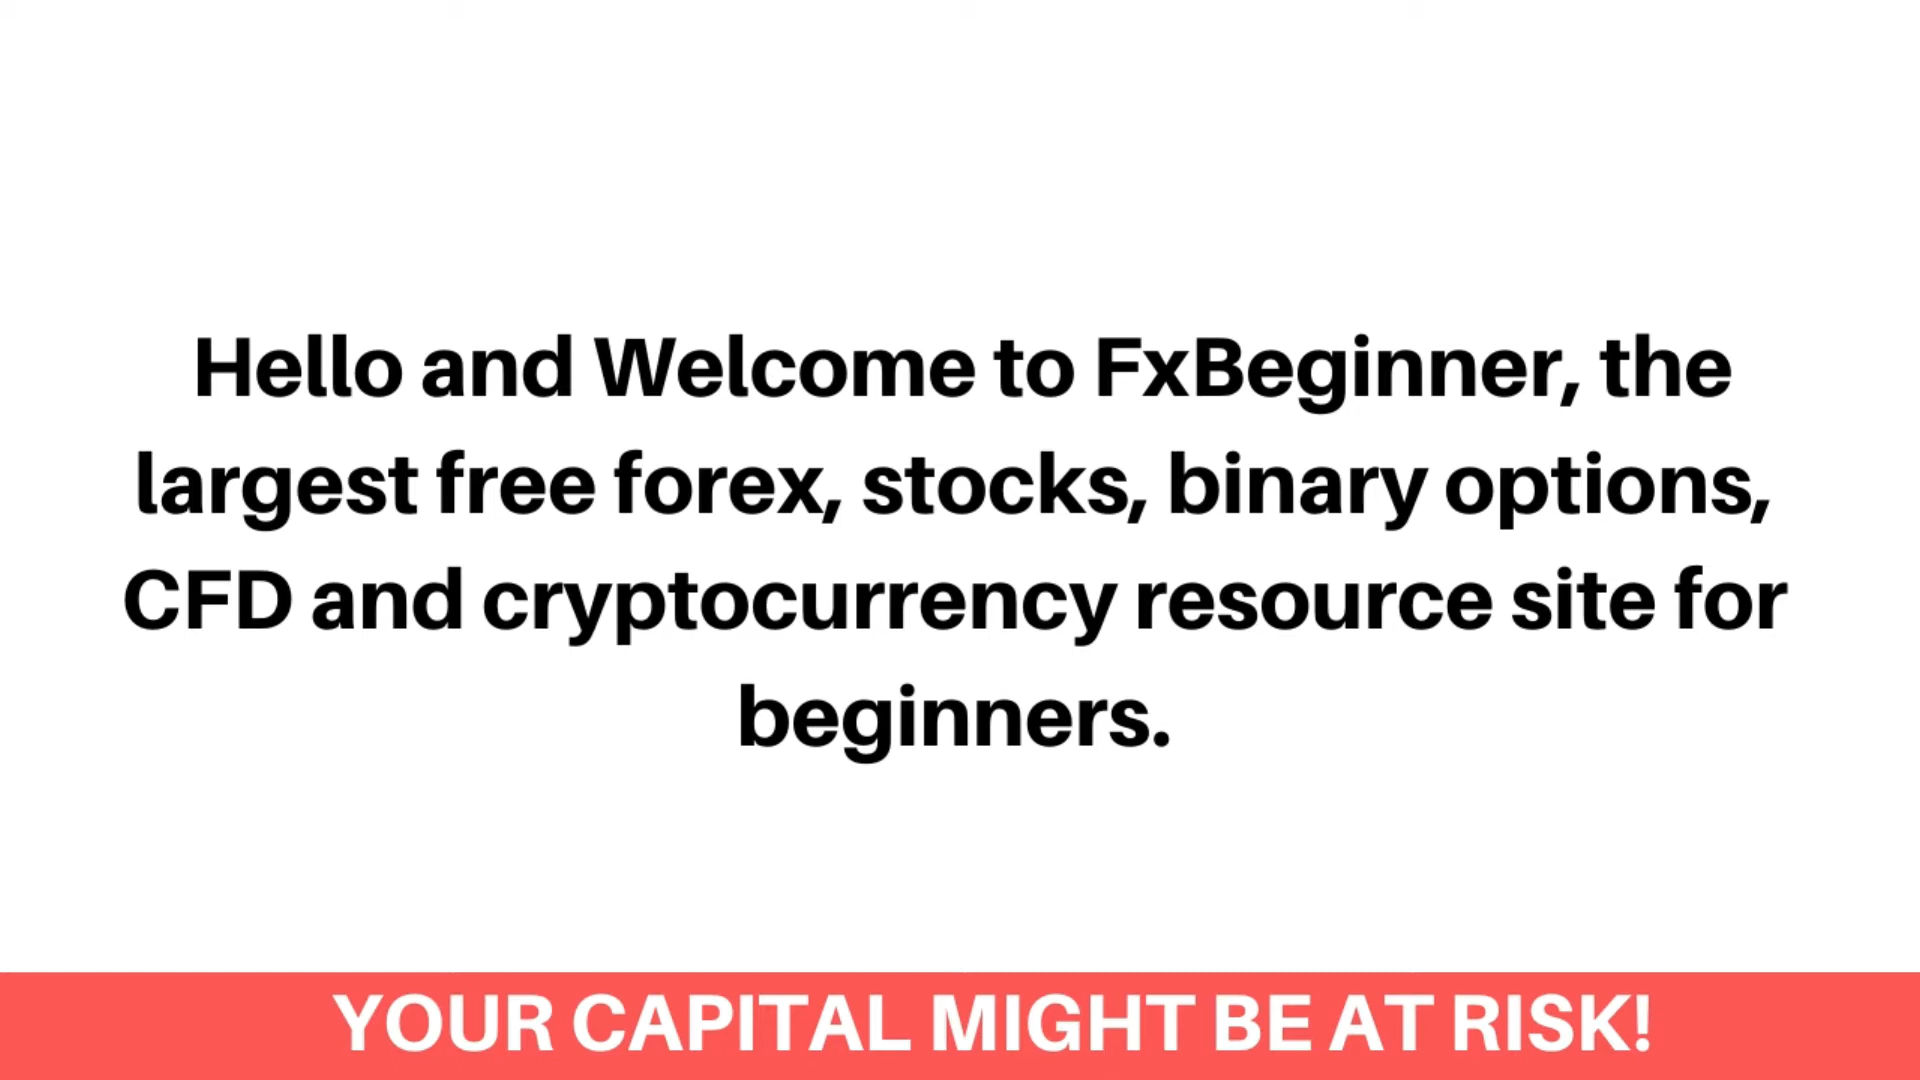 Hello and Welcome to FxBeginner, the
largest free forex, stocks, binary options,
CFD and cryptocurrency resource site for
beginners.
YOUR CAPITAL MIGHT BE AT RISK!